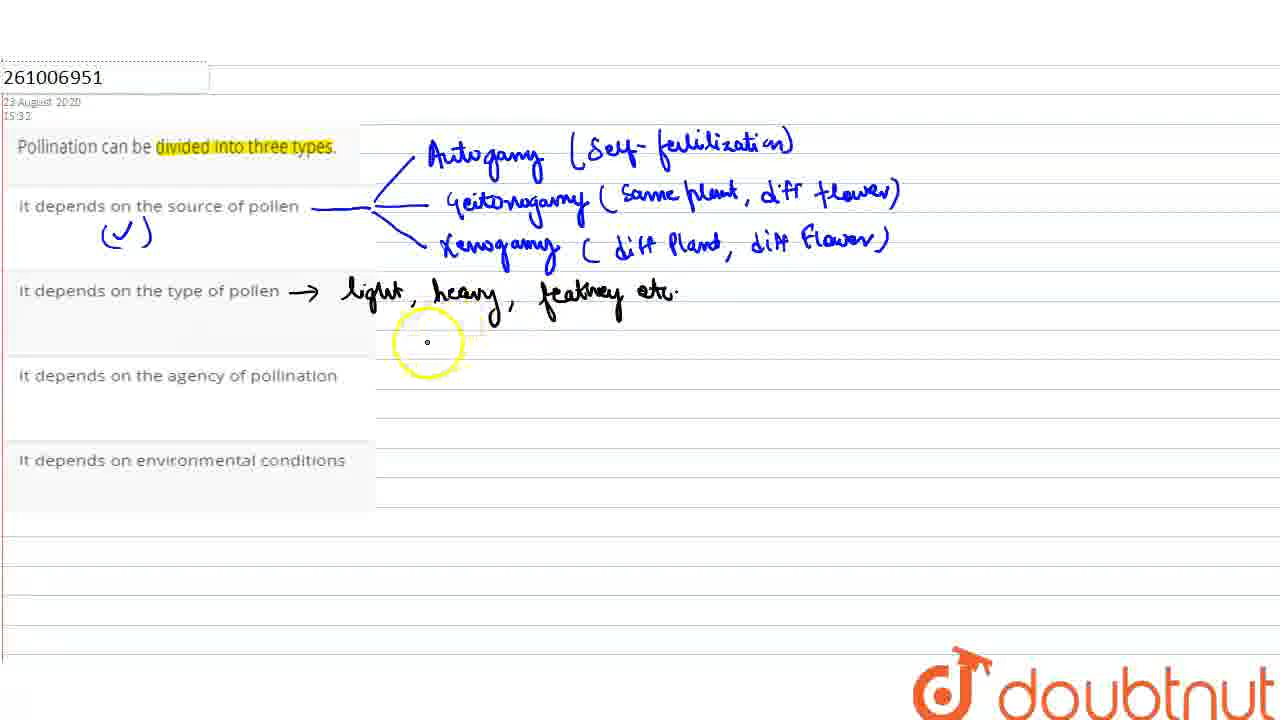 261006951
23 August 2020
15:32
Pollination can be divided into three types.
It depends on the source of pollen
(✓)
Autogamy (Self-fertilization)
Geitonogamy (same plant, diff flower)
Xenogamy (diff plant, diff flower)
It depends on the type of pollen → light, heavy, feathey etc.
It depends on the agency of pollination
It depends on environmental conditions
doubtnut